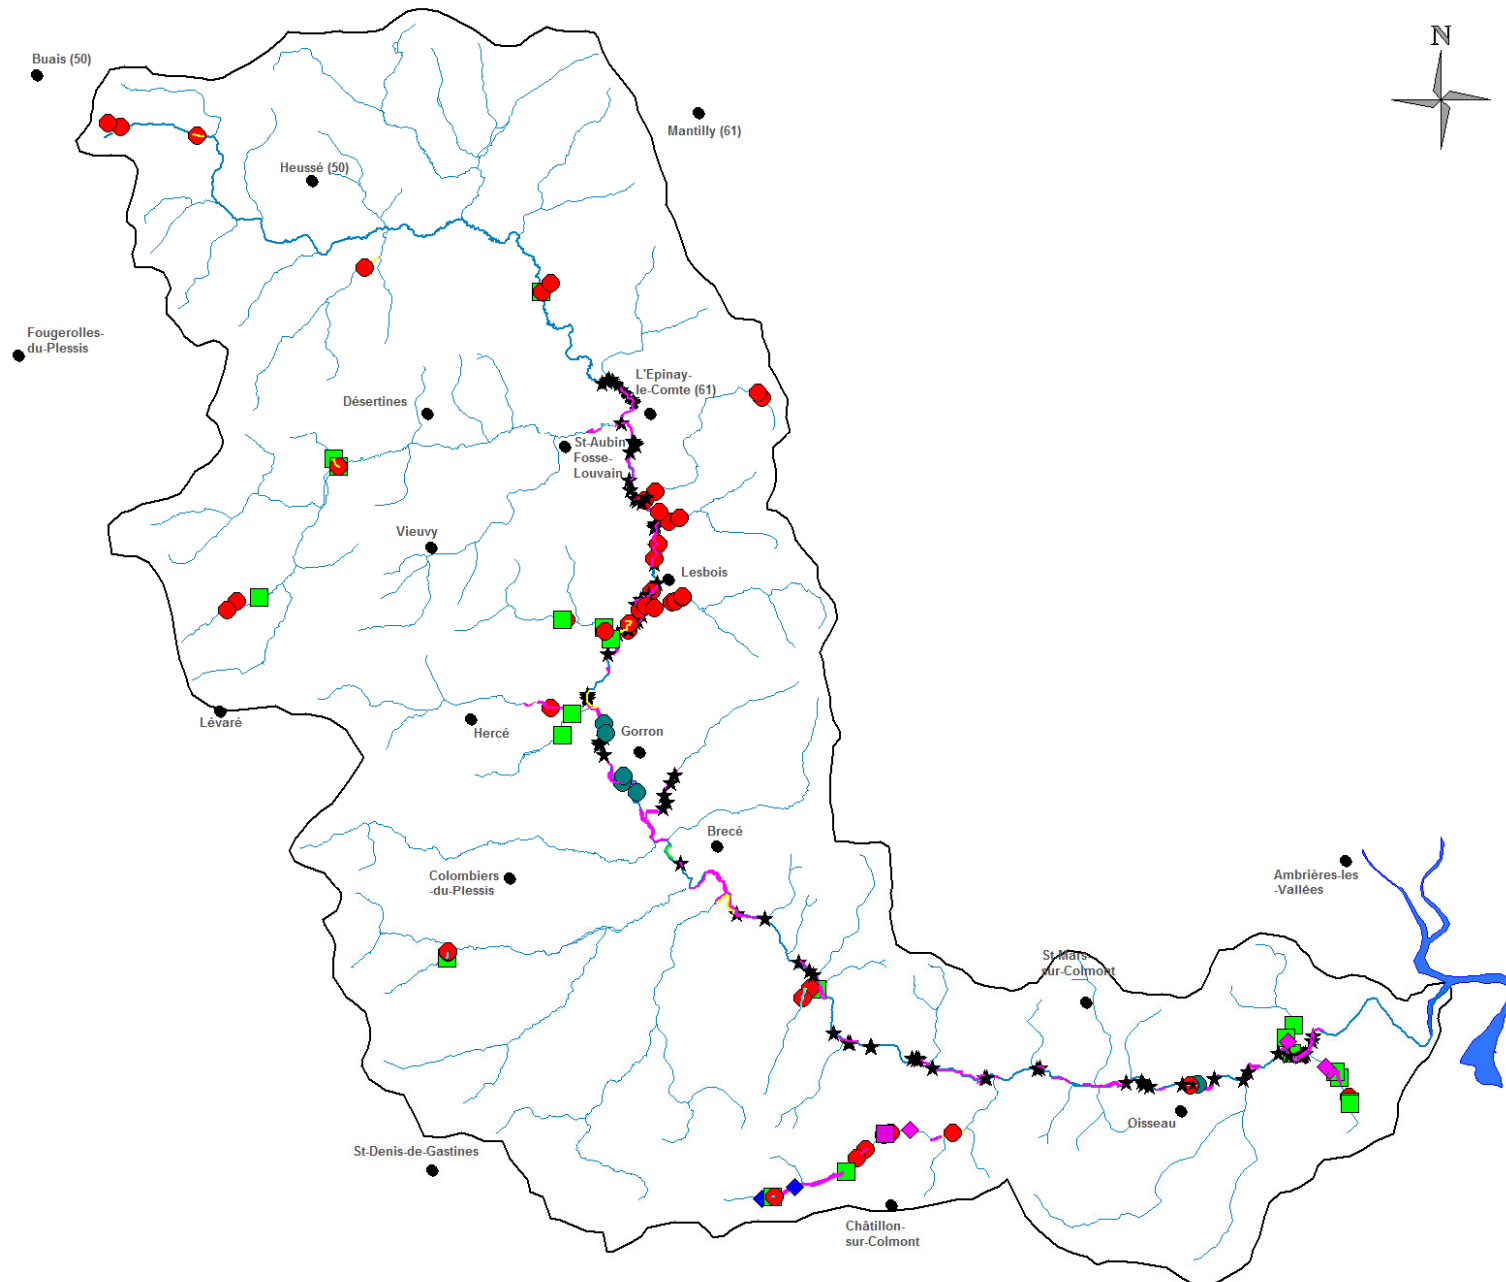 N
Buais (50)
Mantilly (61)
Heussé (50)
Fougerolles-
du-Plessis
L'Epinay-
le-Comte (61)
Désertines
St-Aubin
Fosse-
Louvain
Vieuvy
Lesbois
Lévaré
Hercé
Gorron
Brecé
Colombiers
-du-Plessis
Ambrières-les
-Vallées
St-Mars-
sur-Colmont
Oisseau
St-Denis-de-Gastines
Châtillon-
sur-Colmont